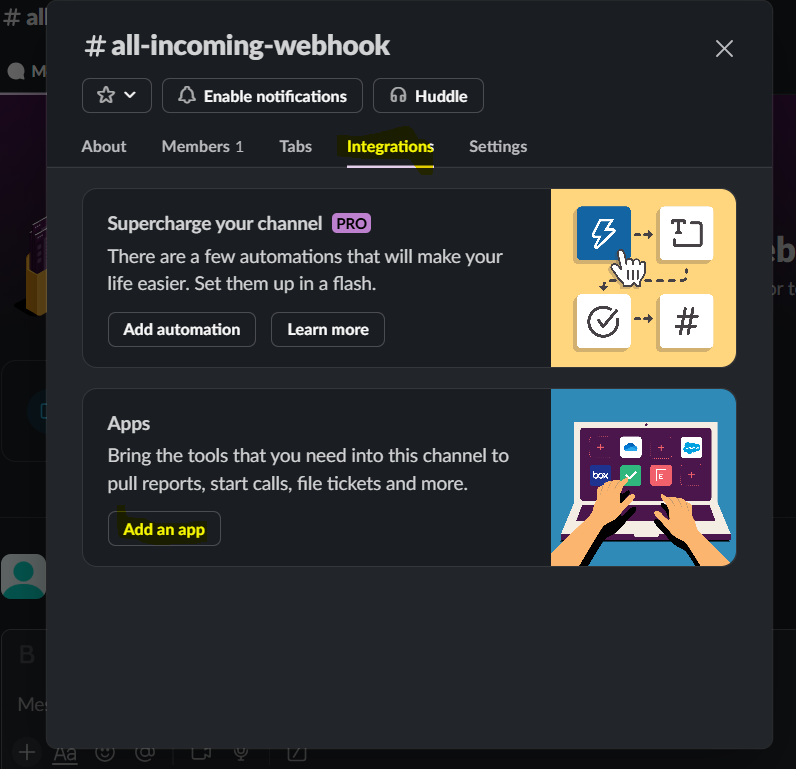 # all
# all-incoming-webhook
Enable notifications
Huddle
About
Members 1
Tabs
Integrations
Settings
Supercharge your channel PRO
There are a few automations that will make your
life easier. Set them up in a flash.
Add automation
Learn more
T
#
Apps
Bring the tools that you need into this channel to
pull reports, start calls, file tickets and more.
Add an app
box
E
B
Mes
Aa